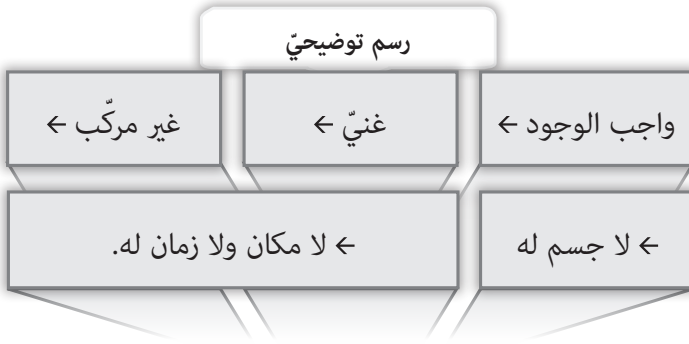 رسم توضيحيّ
واجب الوجود ← غنيّ ← غير مركّب ←
← لا جسم له ← لا مكان ولا زمان له.